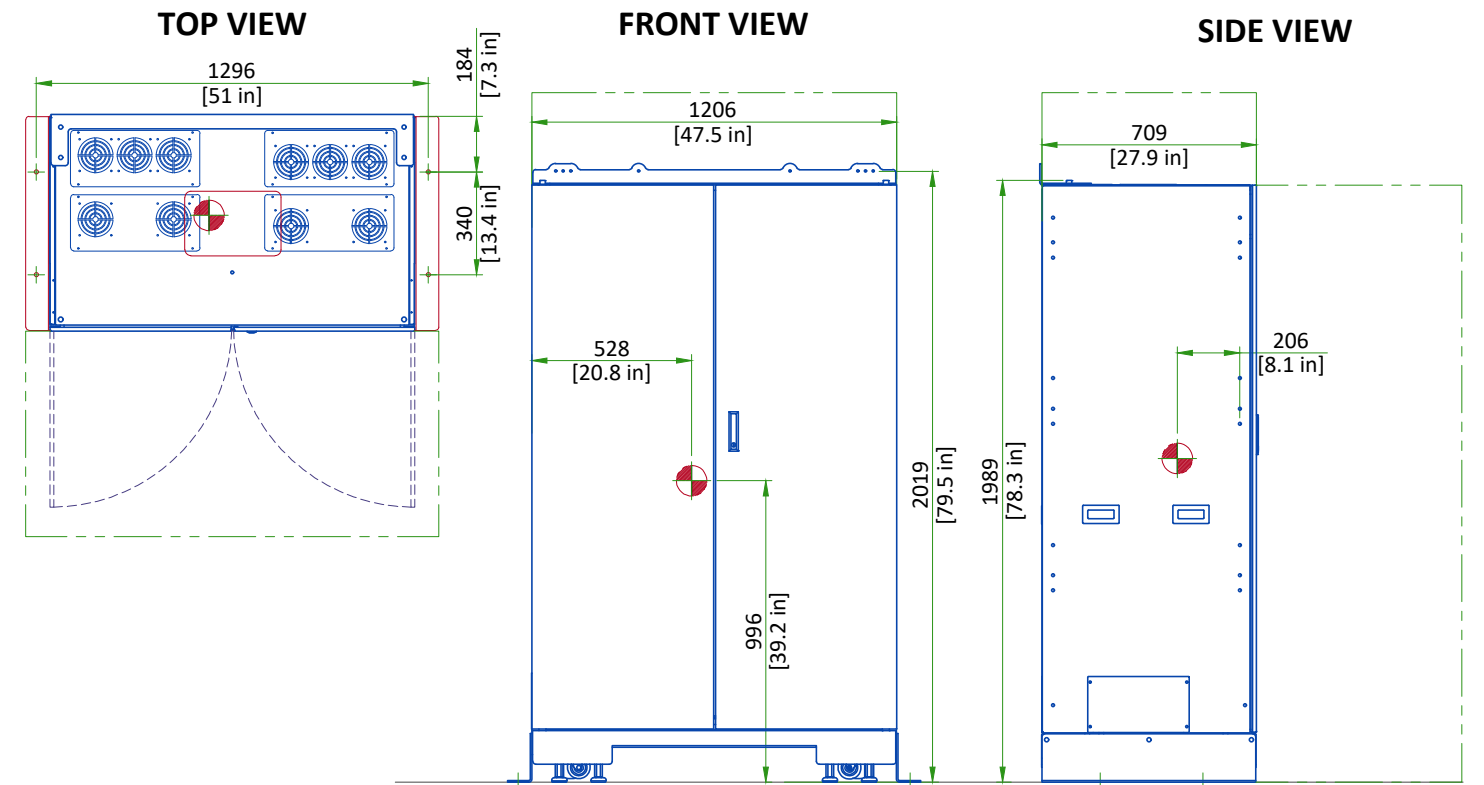 TOP VIEW
FRONT VIEW
SIDE VIEW
1296
[51 in]
184
[7.3 in]
340
[13.4 in]
1206
[47.5 in]
528
[20.8 in]
996
[39.2 in]
2019
[79.5 in]
709
[27.9 in]
1989
[78.3 in]
206
[8.1 in]